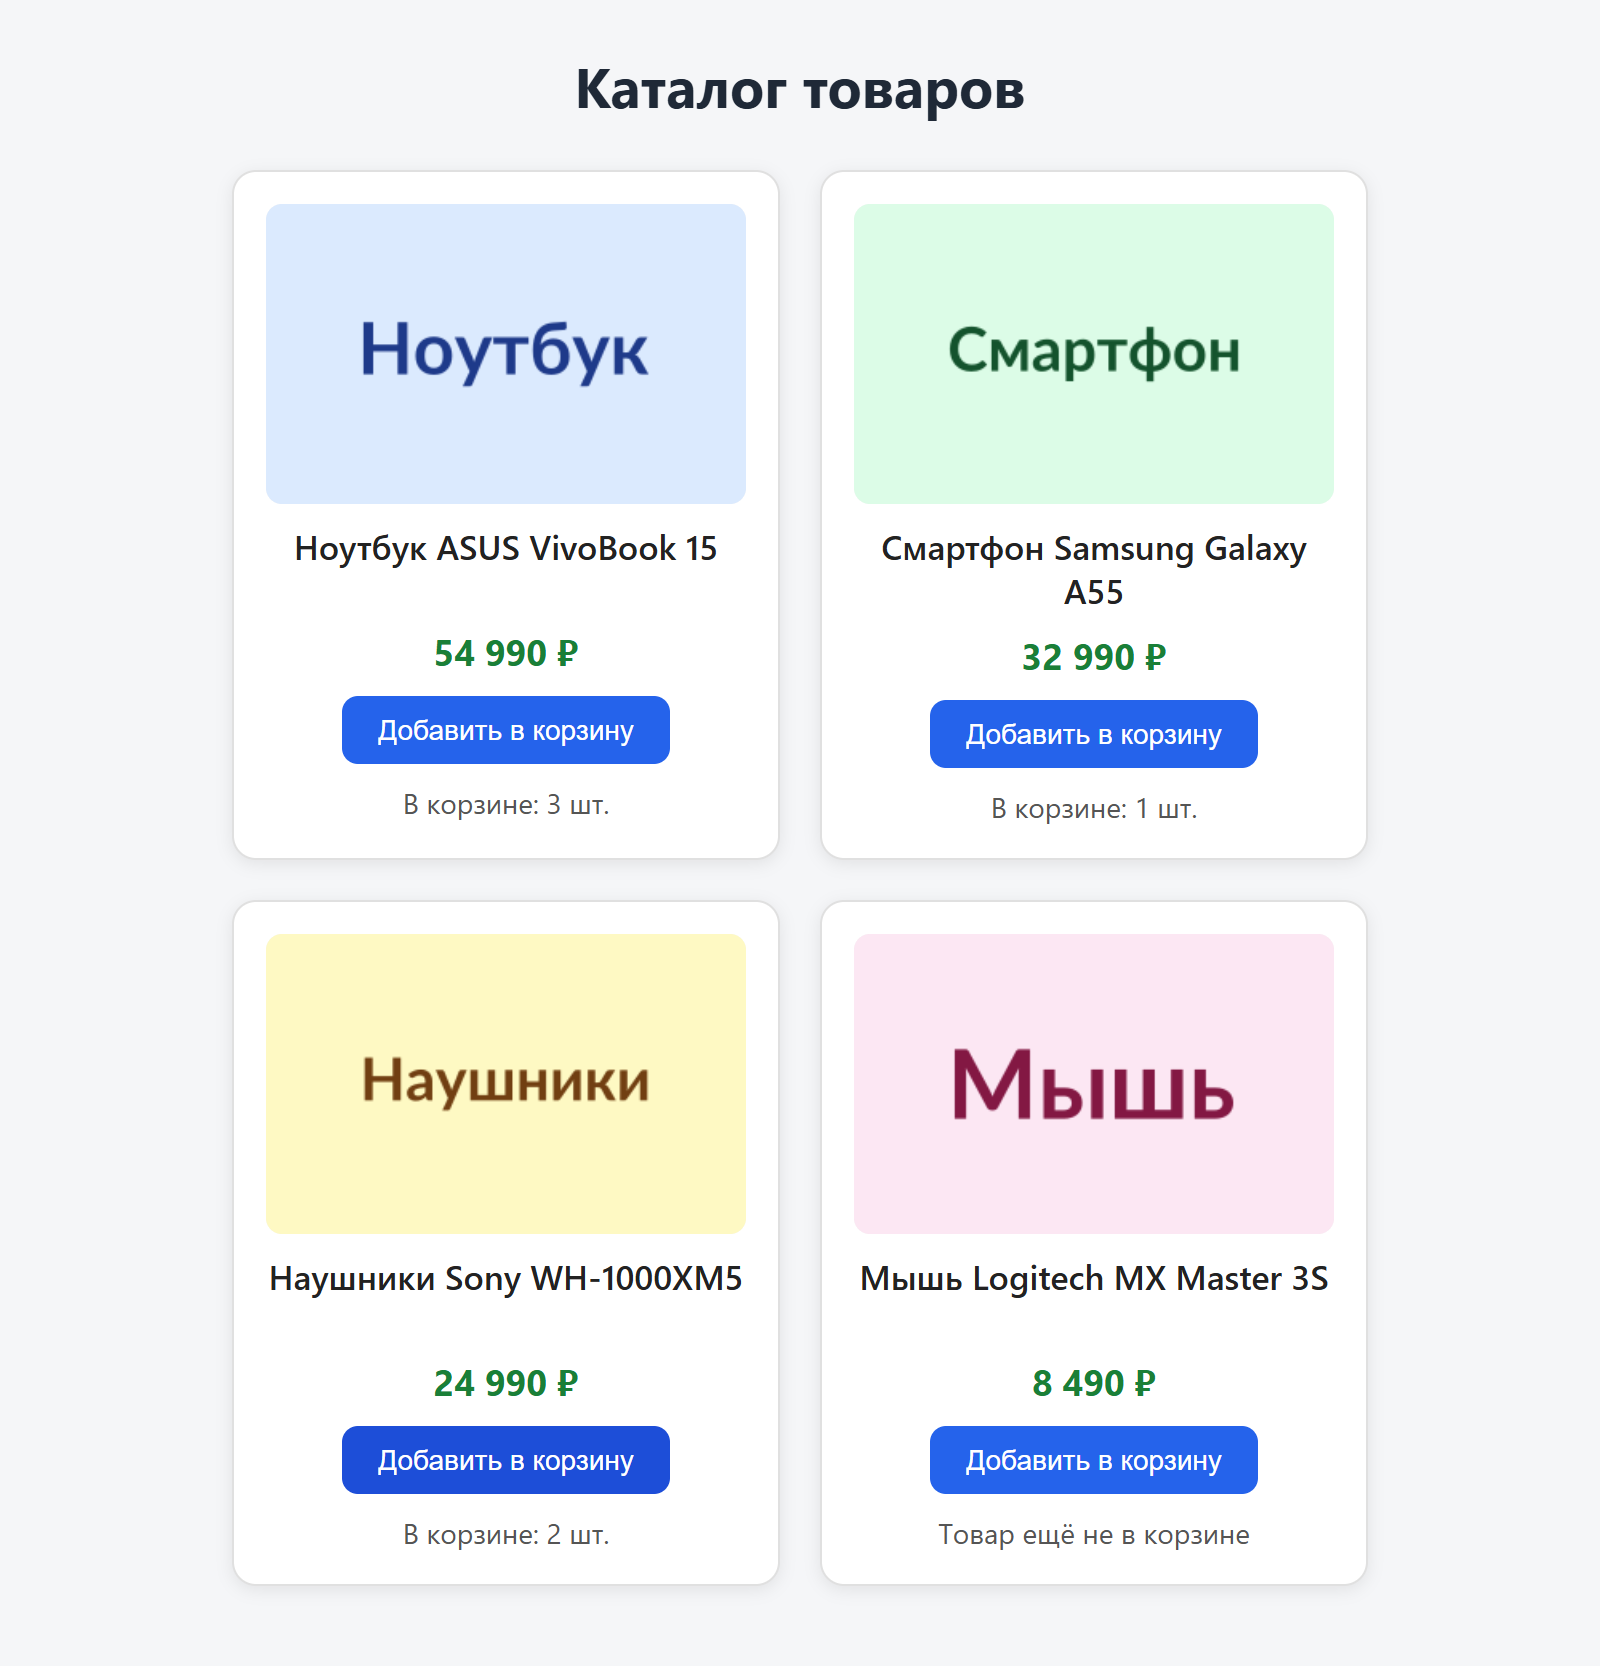 Каталог товаров
Ноутбук
Ноутбук ASUS VivoBook 15
54 990 ₽
Добавить в корзину
В корзине: 3 шт.
Смартфон
Смартфон Samsung Galaxy
A55
32 990 ₽
Добавить в корзину
В корзине: 1 шт.
Наушники
Наушники Sony WH-1000XM5
24 990 ₽
Добавить в корзину
В корзине: 2 шт.
Мышь
Мышь Logitech MX Master 3S
8 490 ₽
Добавить в корзину
Товар ещё не в корзине